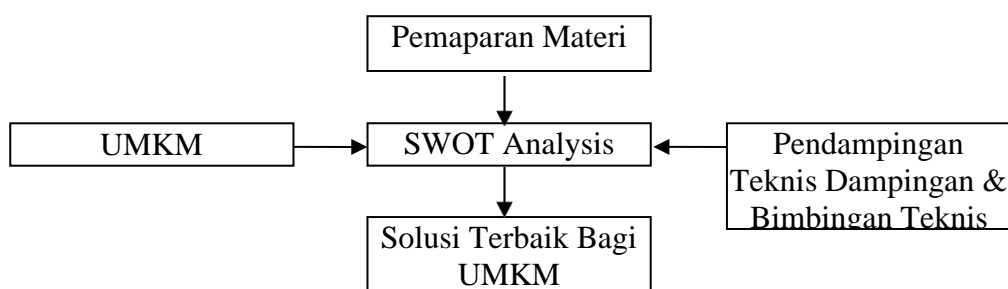 Pemaparan Materi
UMKM
SWOT Analysis
Pendampingan
Teknis Dampingan &
Bimbingan Teknis
Solusi Terbaik Bagi
UMKM